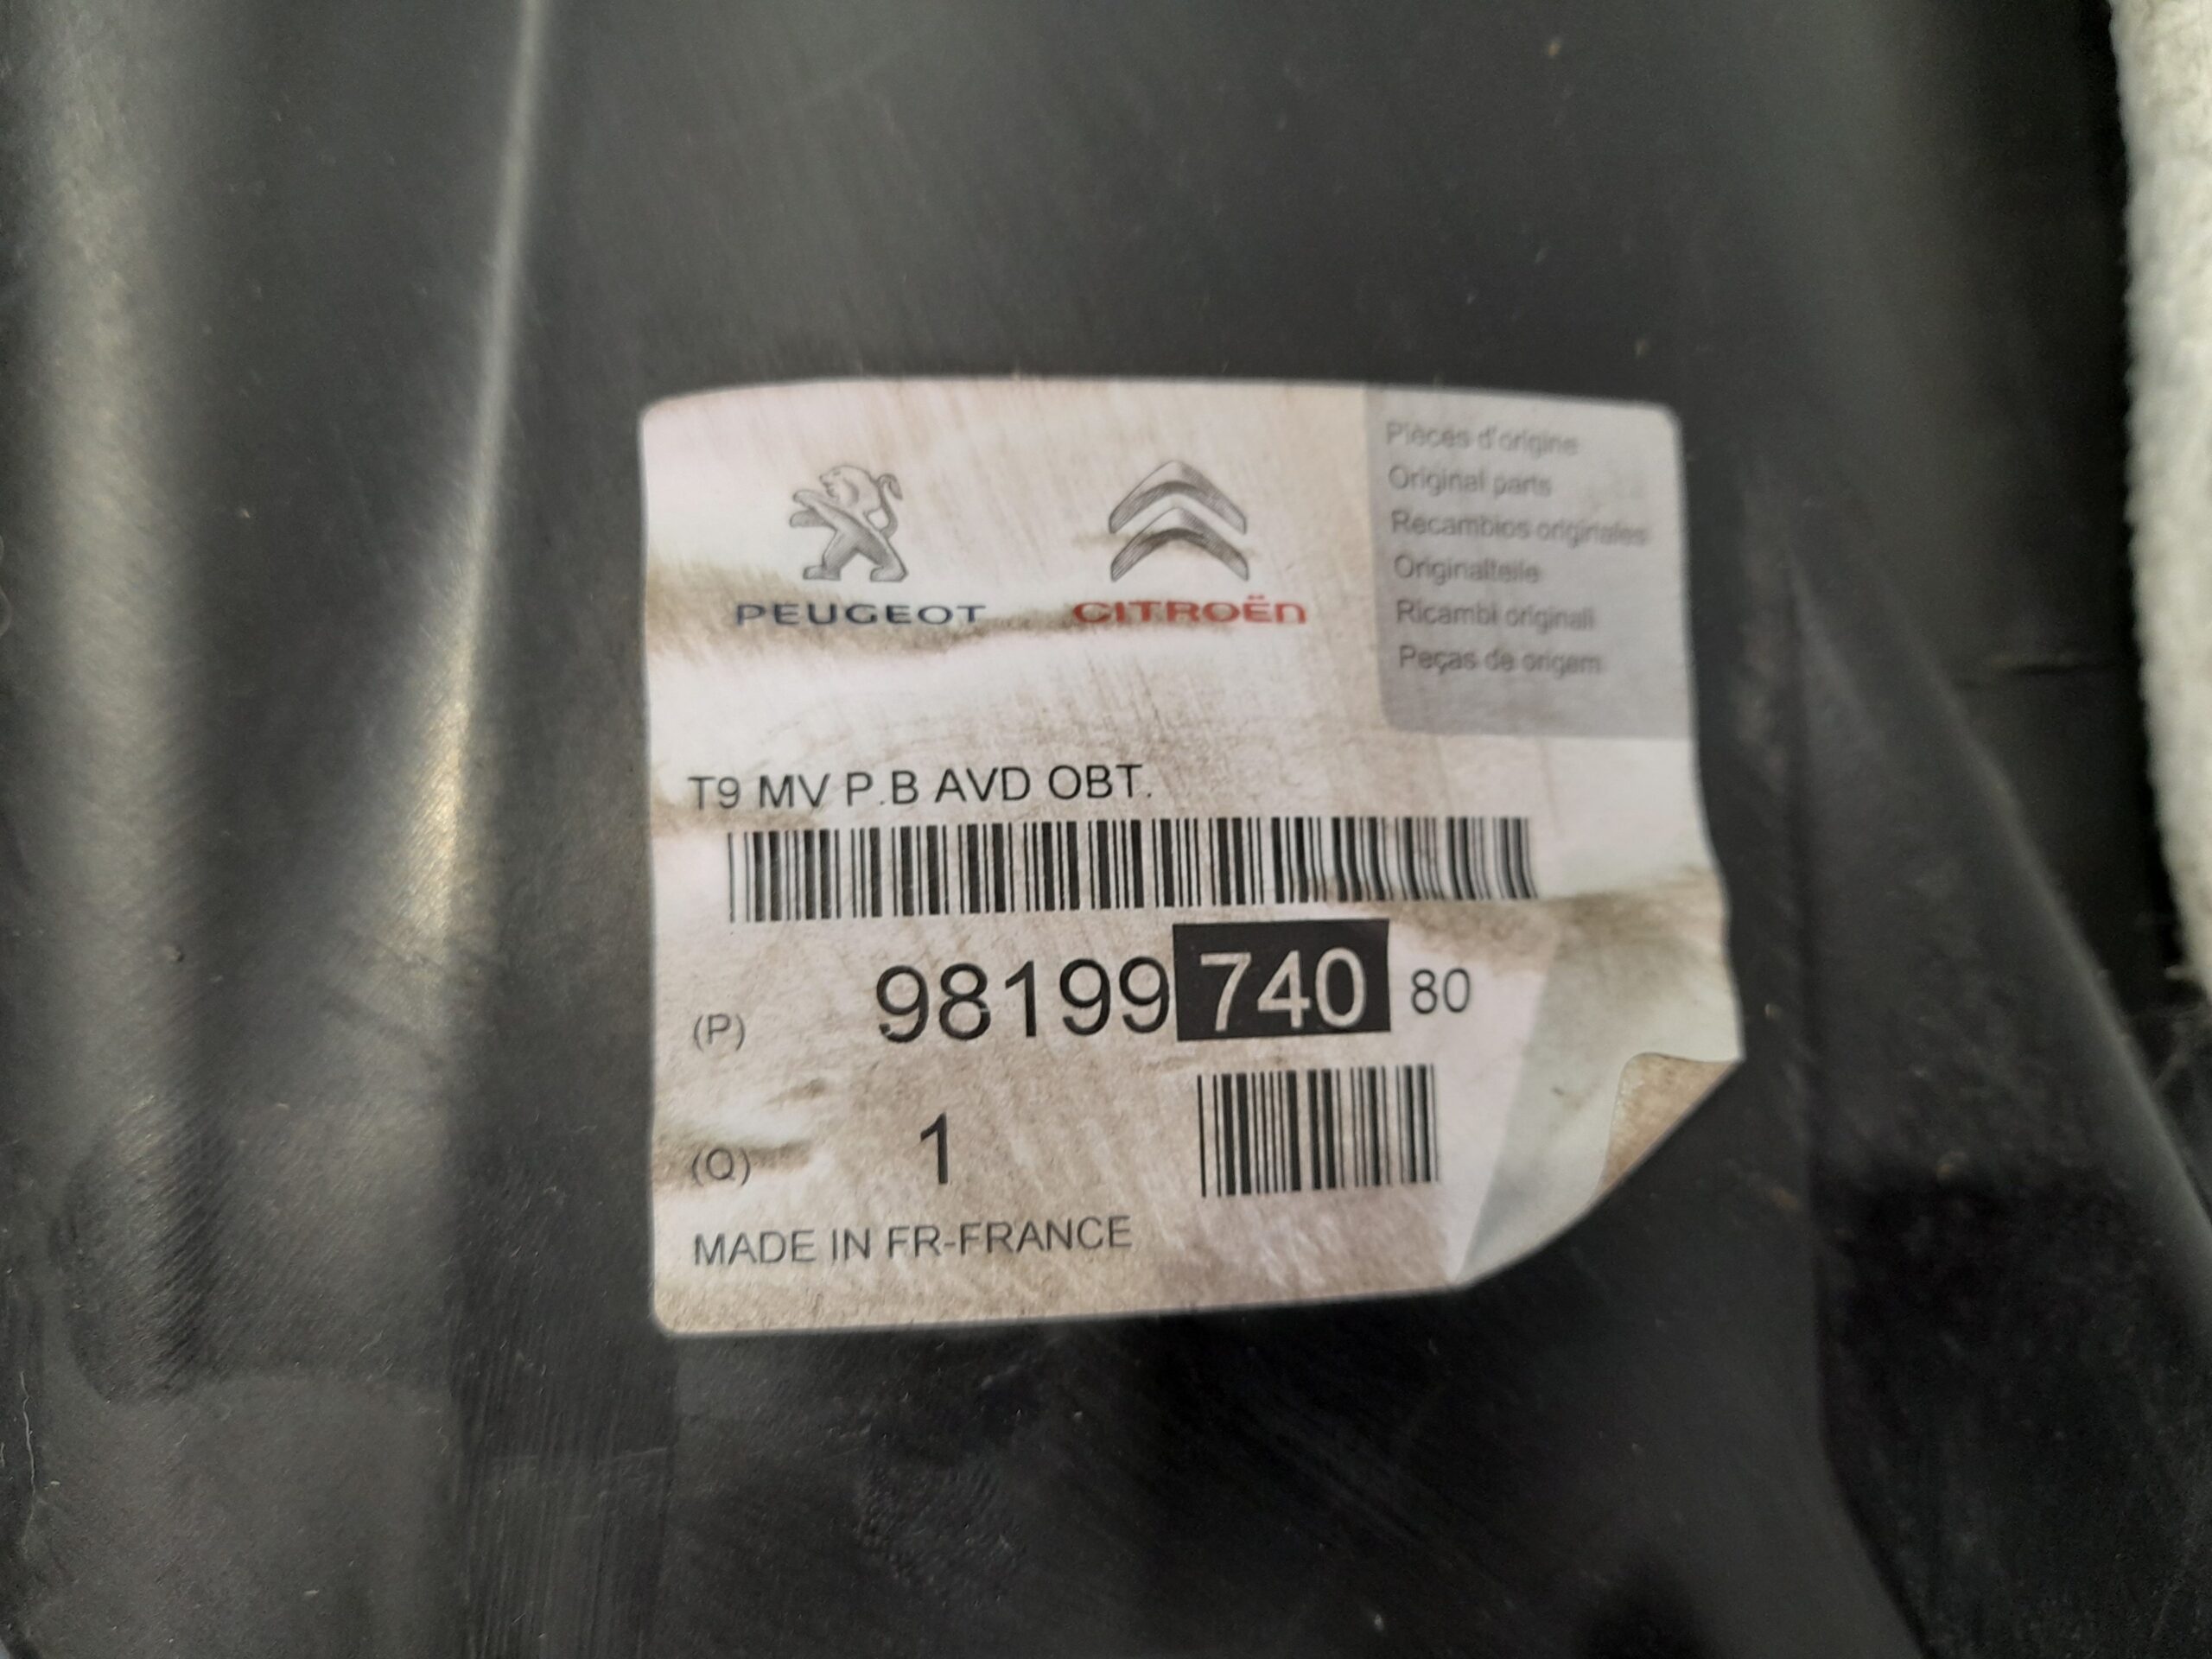 PEUGEOT
CITROËN
Pièces d'origine
Original parts
Recambios originales
Originalteile
Ricambi originali
Peças de origem
T9 MV P.B AVD OBT.
(P) 98199 740 80
(Q) 1
MADE IN FR-FRANCE